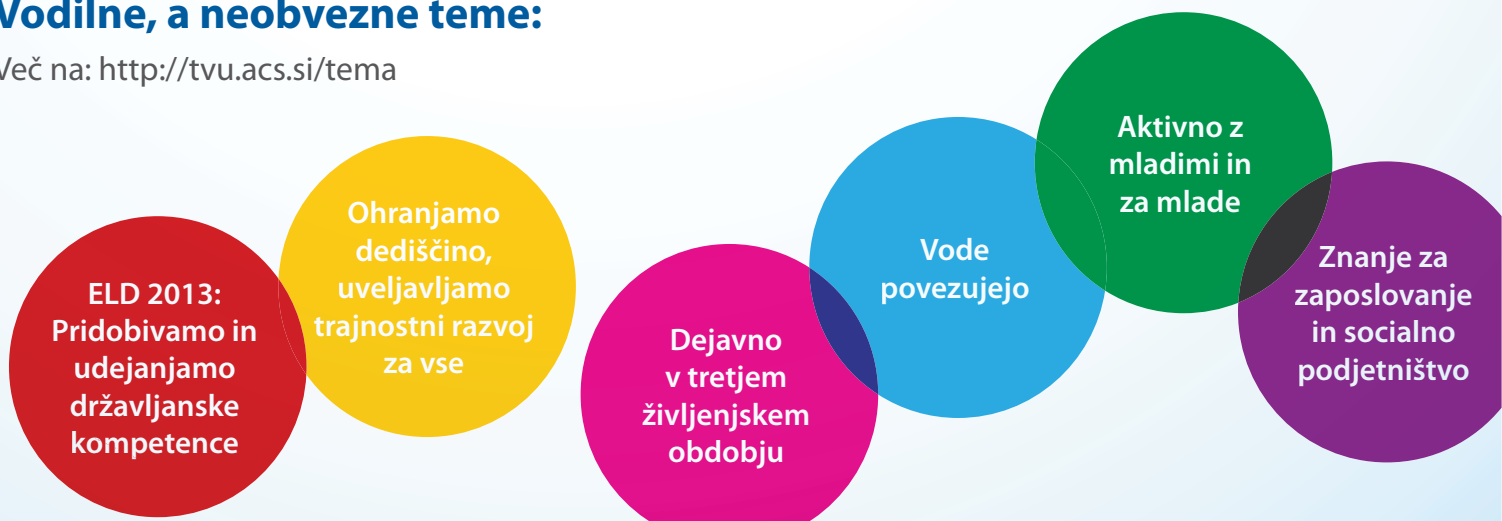 Vodilne, a neobvezne teme:
Več na: http://tvu.acs.si/tema
ELD 2013:
Pridobivamo in
udejanjamo
državljanske
kompetence
Ohranjamo
dediščino,
uveljavljamo
trajnostni razvoj
za vse
Dejavno
v tretjem
življenjskem
obdobju
Vode
povezujejo
Aktivno z
mladimi in
za mlade
Znanje za
zaposlovanje
in socialno
podjetništvo